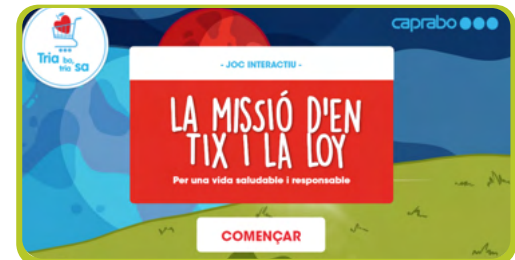 Tria bo,
tria sa
caprabo
- JOC INTERACTIU -
LA MISSIÓ D'EN
TIX I LA LOY
Per una vida saludable i responsable
COMENÇAR